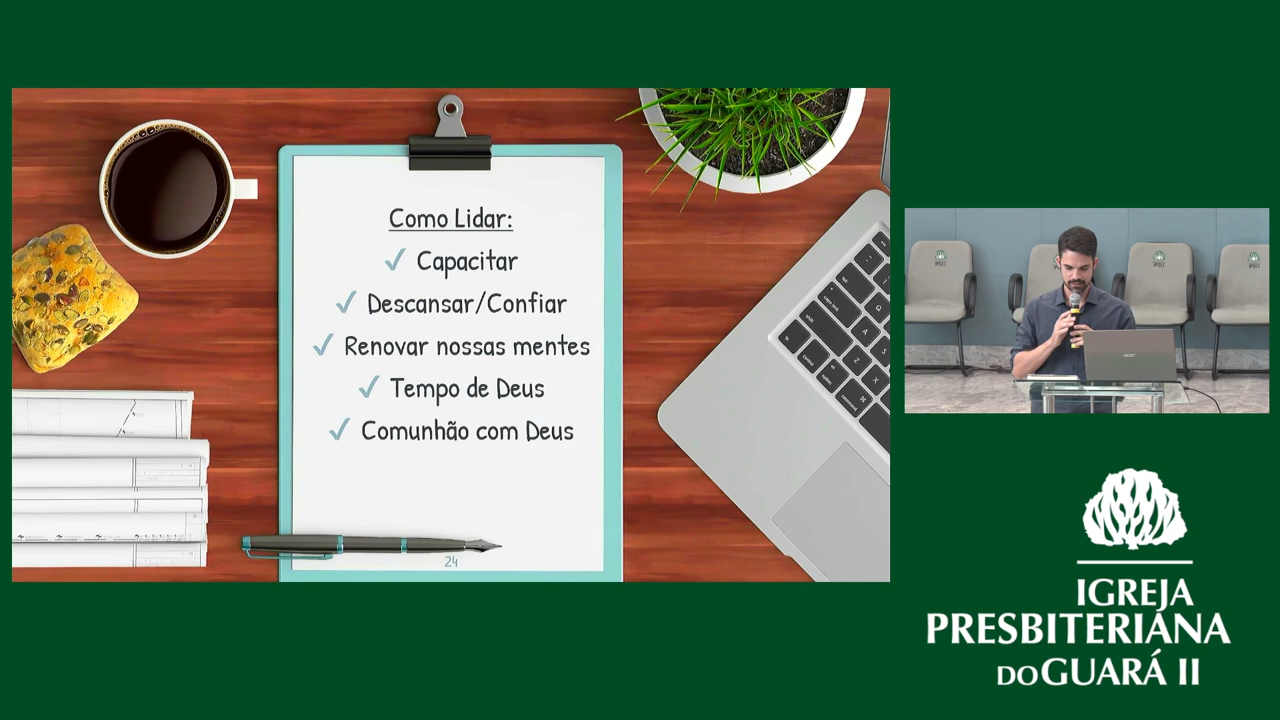 Como Lidar:
✓ Capacitar
✓ Descansar/Confiar
✓ Renovar nossas mentes
✓ Tempo de Deus
✓ Comunhão com Deus
24
IGREJA
PRESBITERIANA
DO GUARÁ II